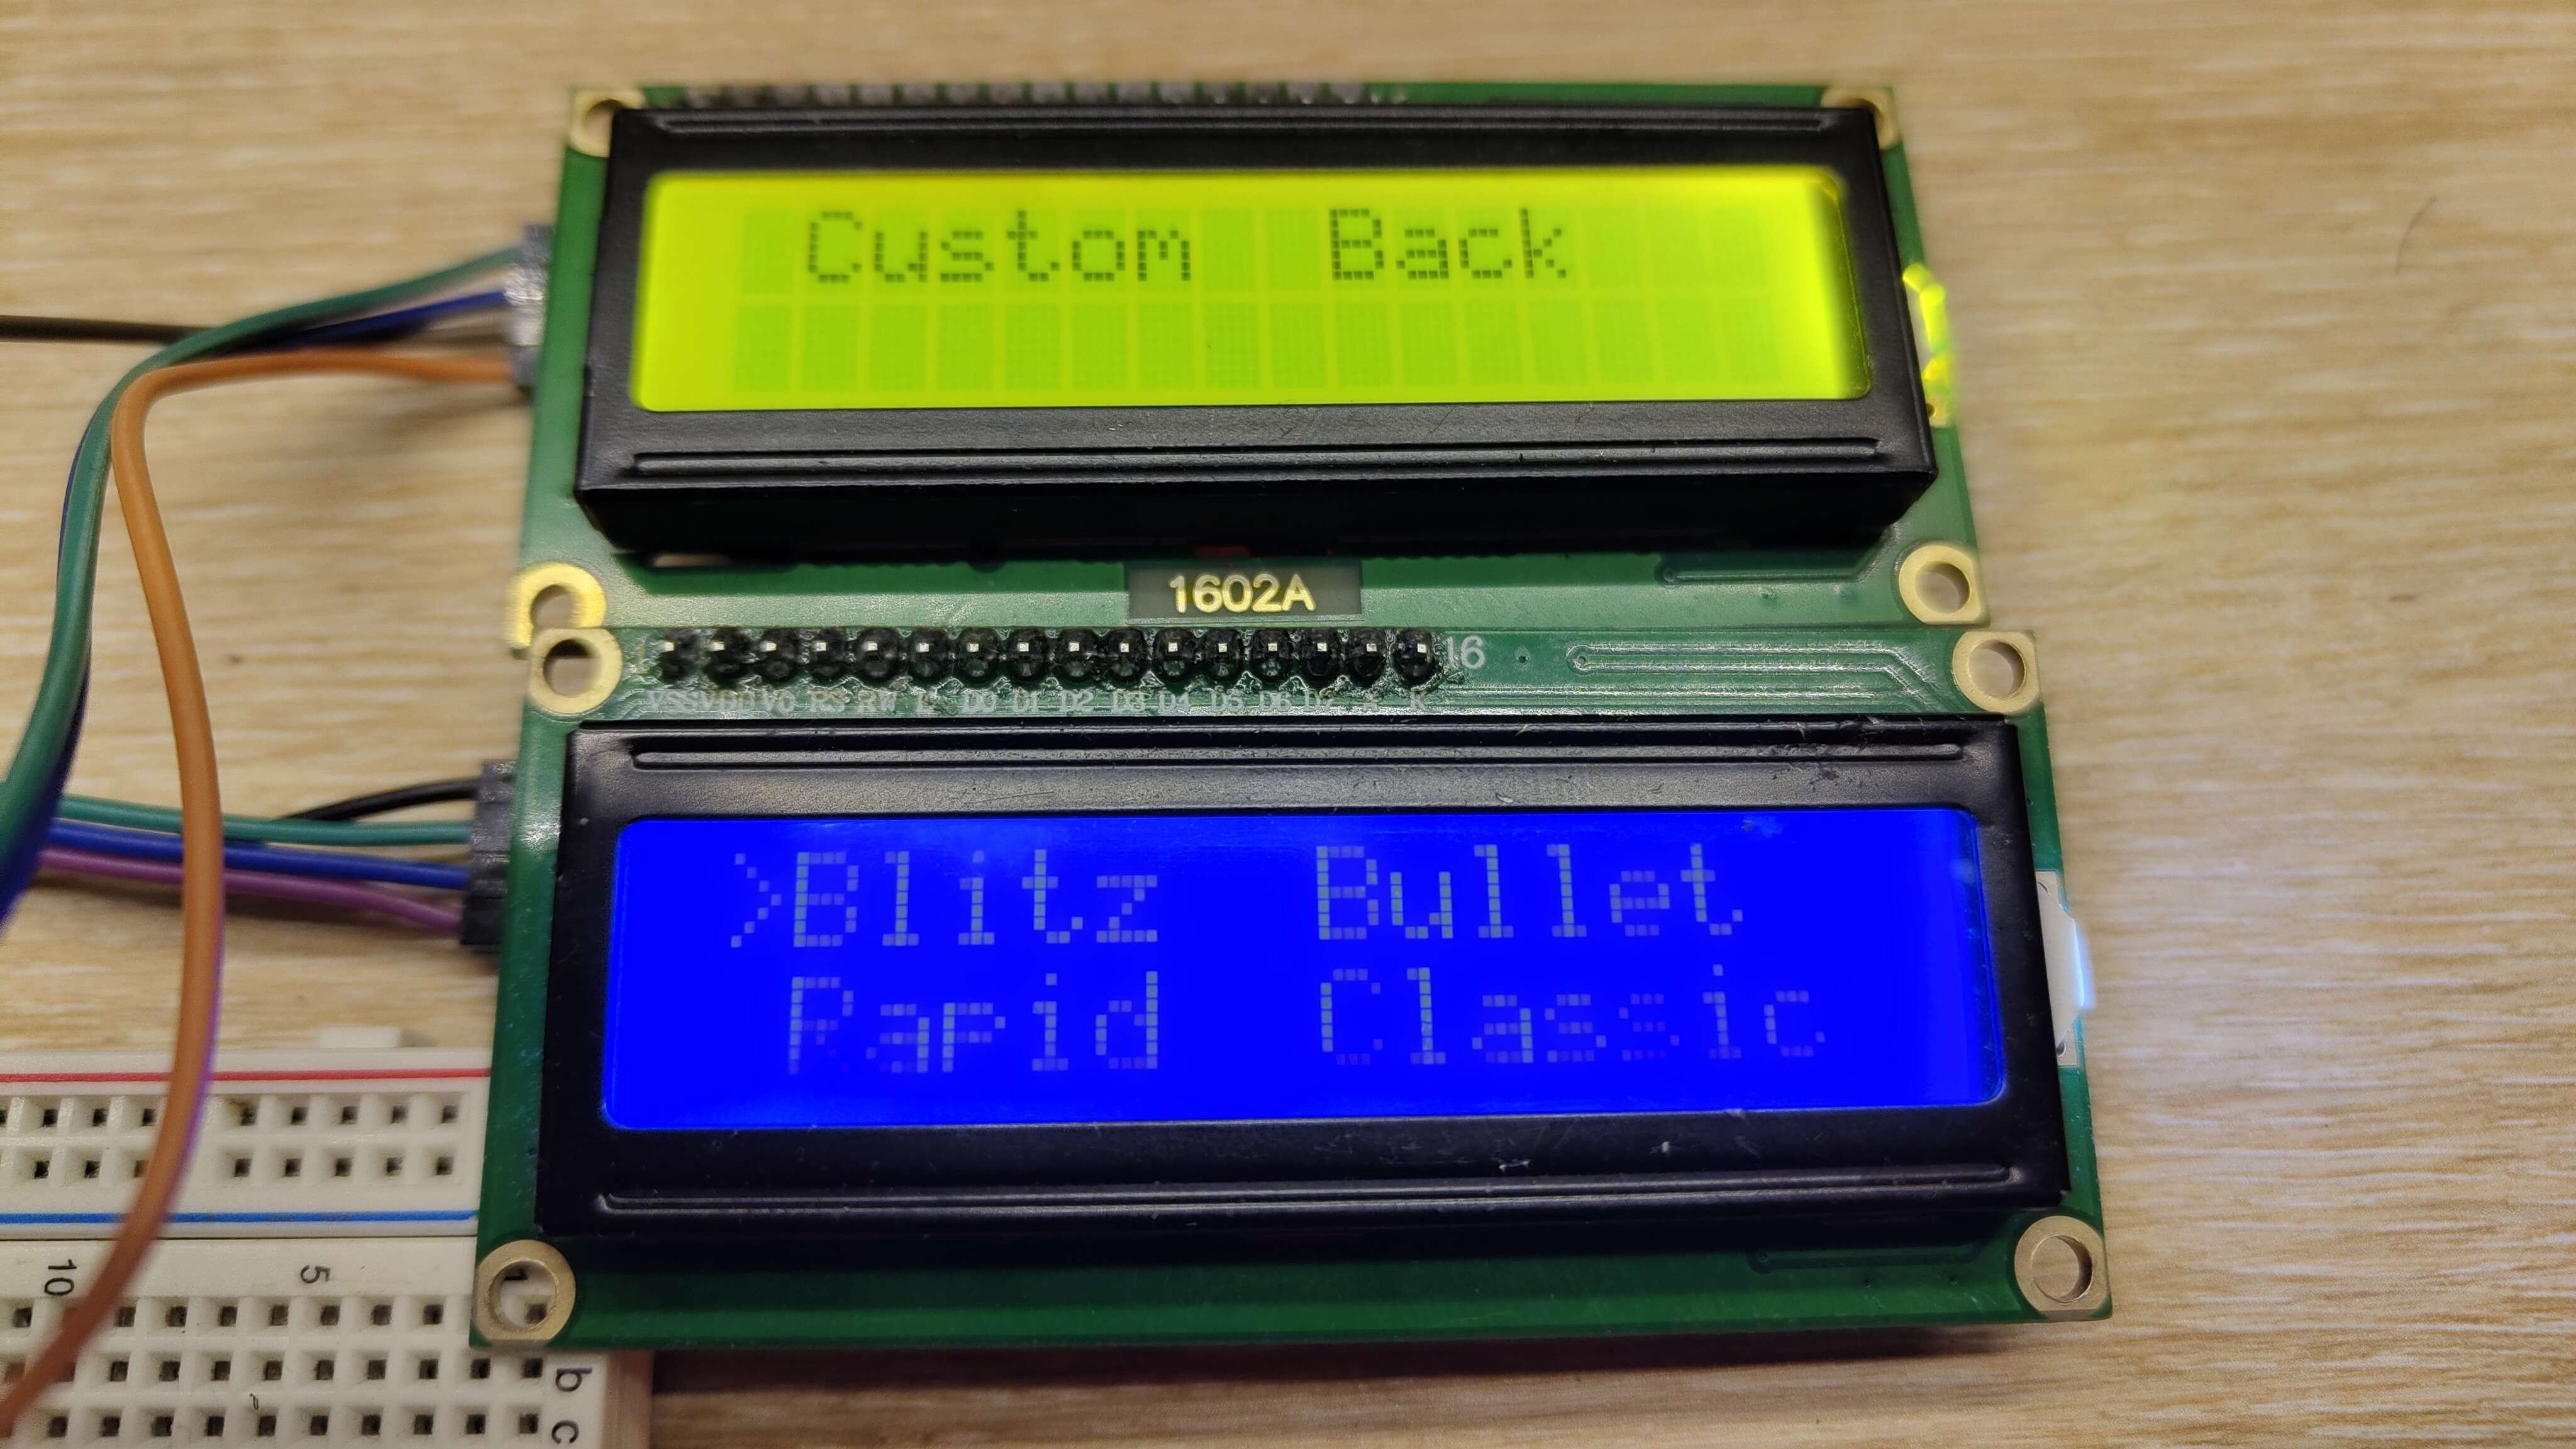 Custom Back
1602A
16
VSS VDD V0 RS RW E D0 D1 D2 D3 D4 D5 D6 D7 A K
>Blitz Bullet
Rapid Classic
10 5 1
b
c